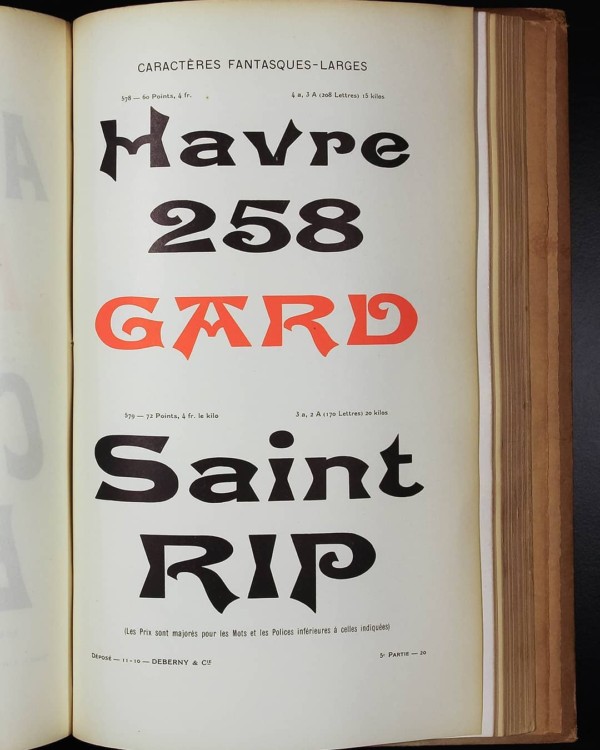 CARACTÈRES FANTASQUES-LARGES
578 — 60 Points, 4 fr. 4 a, 3 A (208 Lettres) 15 kilos
Havre
258
GARD
579 — 72 Points, 4 fr. le kilo 3 a, 2 A (170 Lettres) 20 kilos
Saint
RIP
(Les Prix sont majorés pour les Mots et les Polices inférieures à celles indiquées)
DÉPOSÉ — 11-10 — DEBERNY & Cie 5e PARTIE — 20